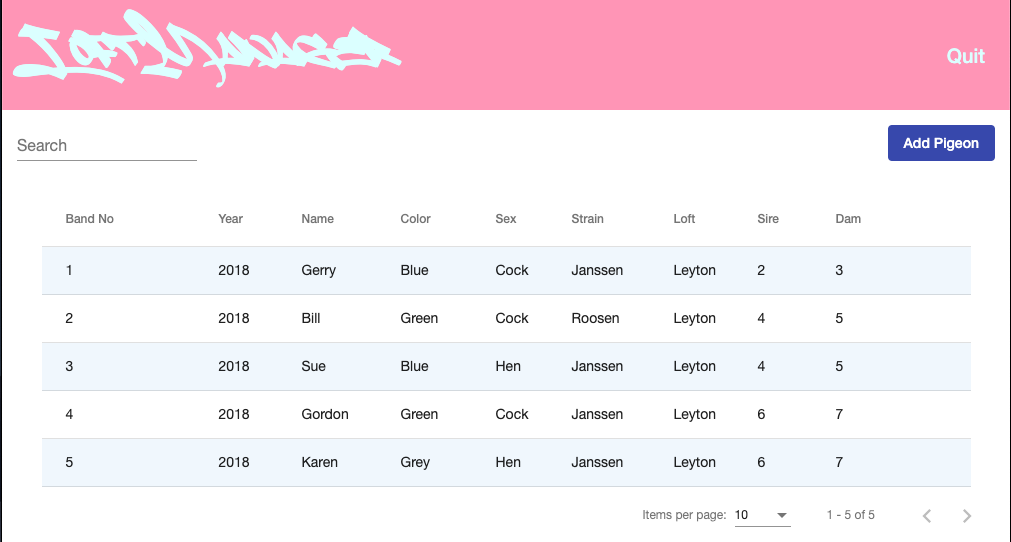 Loft Manager
Quit
Search
Add Pigeon
Band No Year Name Color Sex Strain Loft Sire Dam
1 2018 Gerry Blue Cock Janssen Leyton 2 3
2 2018 Bill Green Cock Roosen Leyton 4 5
3 2018 Sue Blue Hen Janssen Leyton 4 5
4 2018 Gordon Green Cock Janssen Leyton 6 7
5 2018 Karen Grey Hen Janssen Leyton 6 7
Items per page: 10 1 - 5 of 5